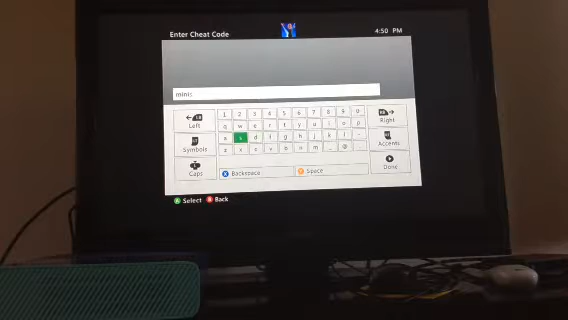 Enter Cheat Code
4:50 PM
minis
Left
1 2 3 4 5 6 7 8 9 0
Right
q w e r t y u i o p
Symbols
a s d f g h j k l -
Accents
z x c v b n m _ @ .
Caps
Backspace
Space
Done
A Select B Back